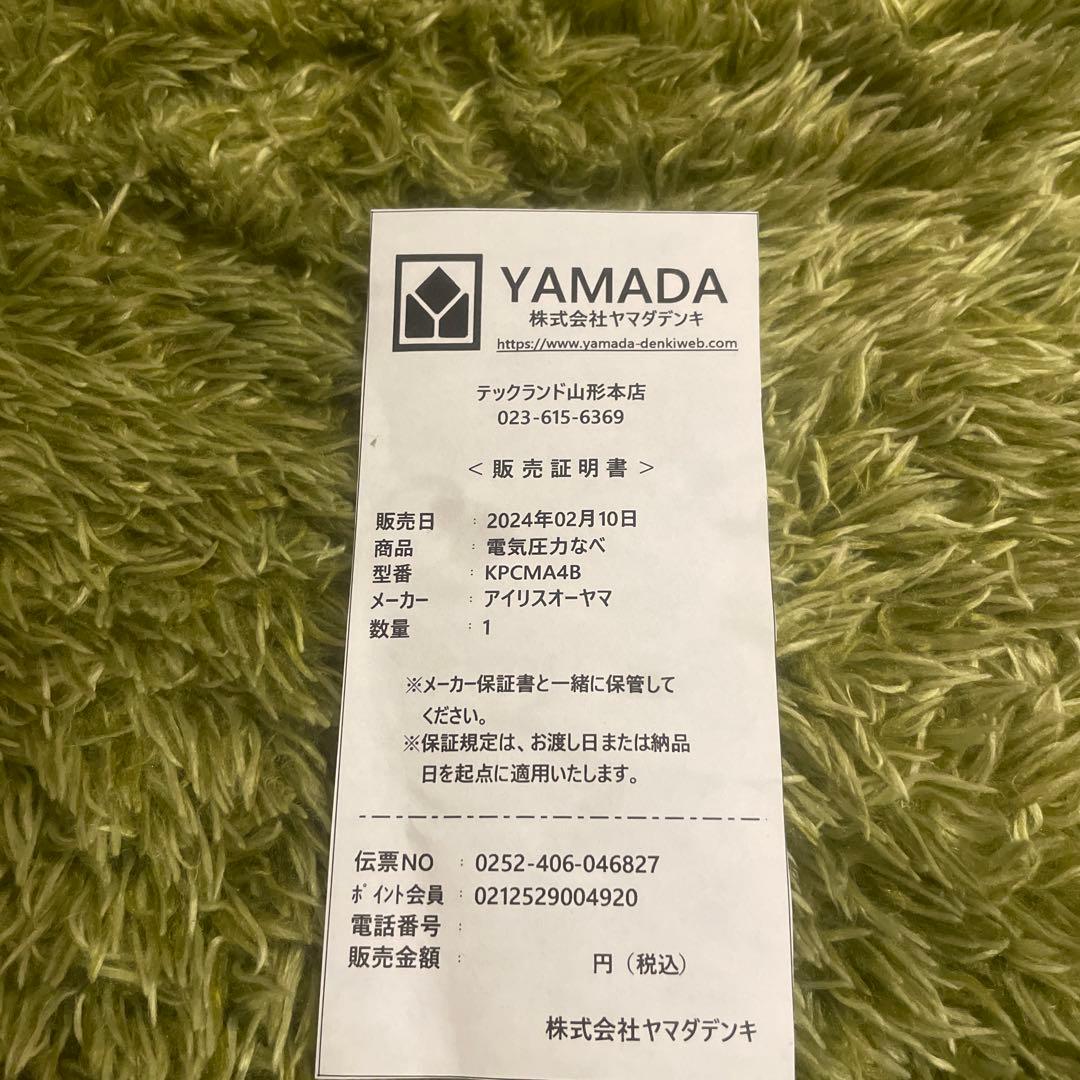 YAMADA
株式会社ヤマダデンキ
https://www.yamada-denkiweb.com
テックランド山形本店
023-615-6369
＜ 販 売 証 明 書 ＞
販売日 : 2024年02月10日
商品 : 電気圧力なべ
型番 : KPCMA4B
メーカー : アイリスオーヤマ
数量 : 1
※メーカー保証書と一緒に保管して
ください。
※保証規定は、お渡し日または納品
日を起点に適用いたします。
伝票NO : 0252-406-046827
ﾎﾟｲﾝﾄ会員 : 0212529004920
電話番号 :
販売金額 : 円（税込）
株式会社ヤマダデンキ